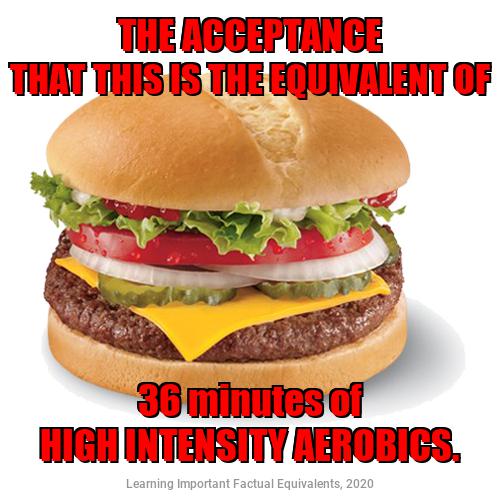 THE ACCEPTANCE
THAT THIS IS THE EQUIVALENT OF
36 minutes of
HIGH INTENSITY AEROBICS.
Learning Important Factual Equivalents, 2020